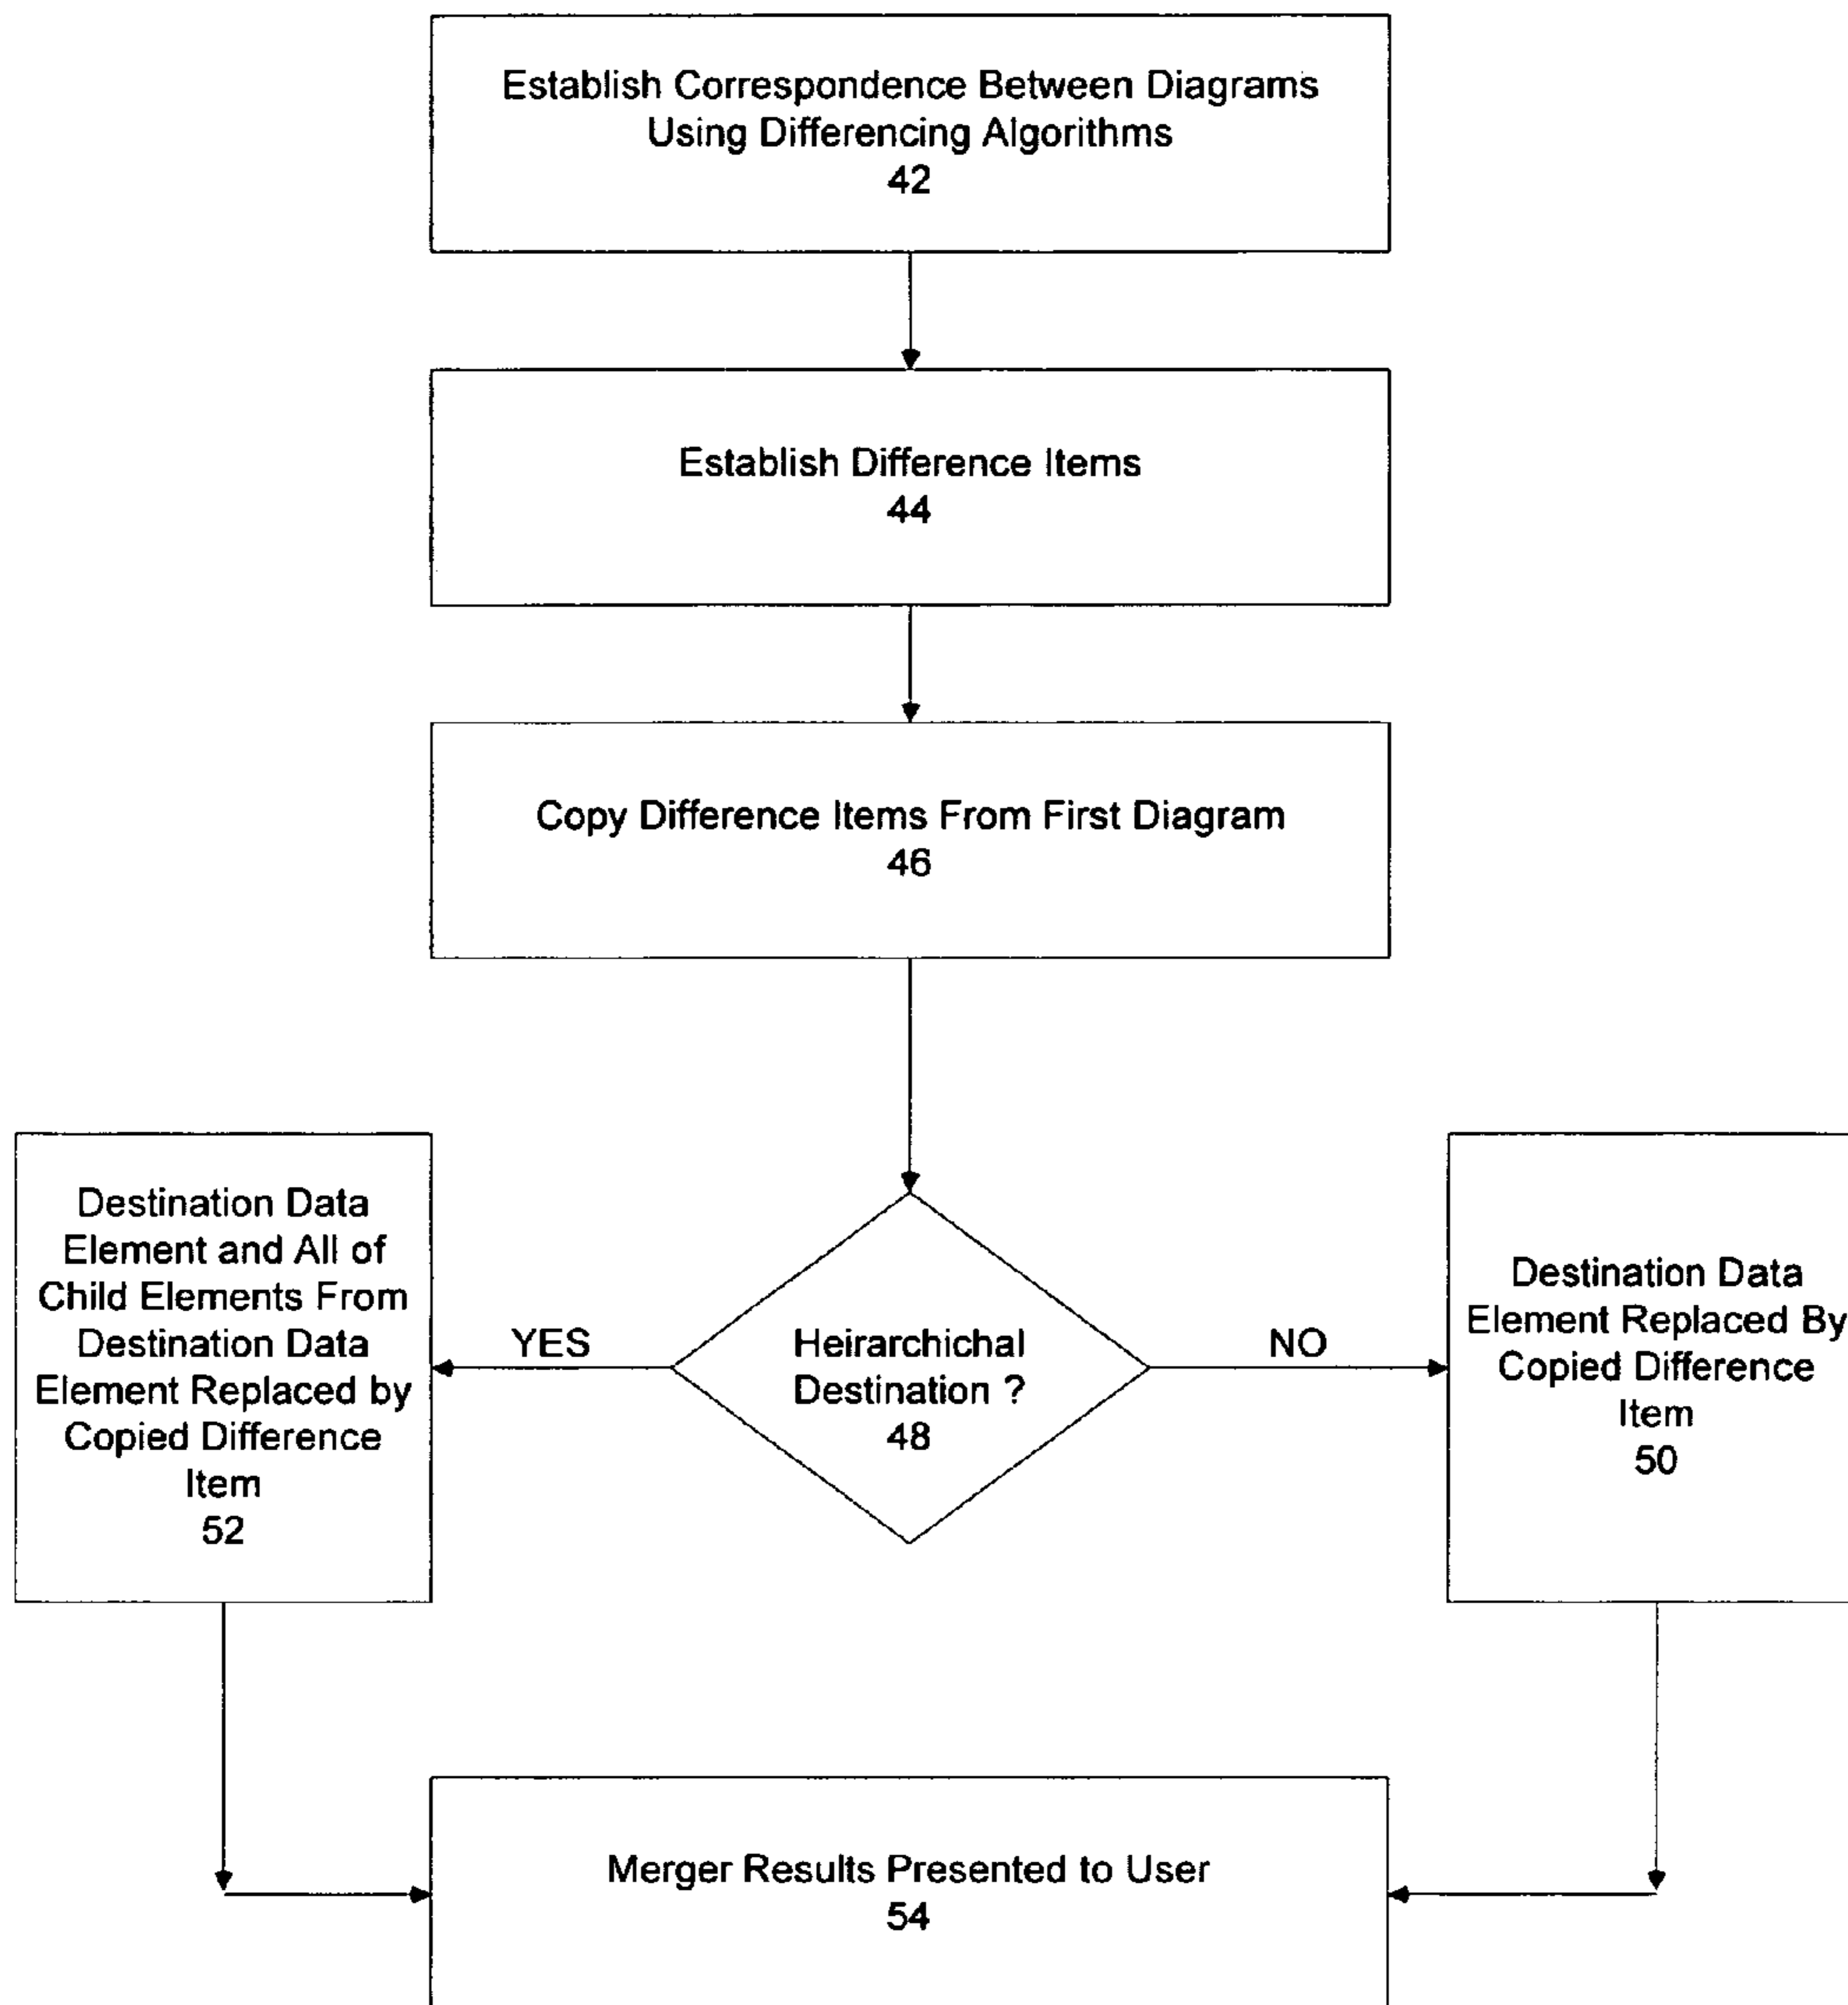 Establish Correspondence Between Diagrams
Using Differencing Algorithms
42
Establish Difference Items
44
Copy Difference Items From First Diagram
46
Destination Data
Element and All of
Child Elements From
Destination Data
Element Replaced by
Copied Difference
Item
52
YES
Heirarchichal
Destination ?
48
NO
Destination Data
Element Replaced By
Copied Difference
Item
50
Merger Results Presented to User
54